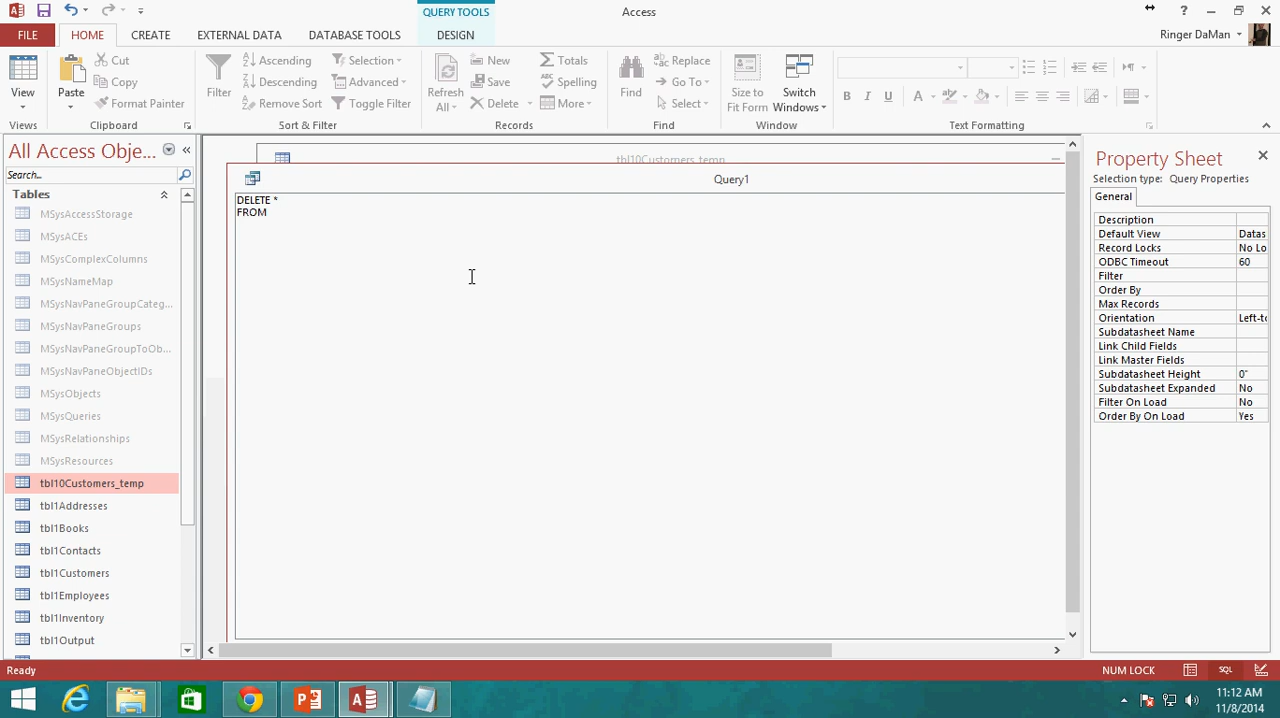 QUERY TOOLS
Access
FILE
HOME
CREATE
EXTERNAL DATA
DATABASE TOOLS
DESIGN
Ringer DaMan
View
Views
Paste
Cut
Copy
Format Painter
Clipboard
Filter
Ascending
Descending
Remove Sort
Selection
Advanced
Toggle Filter
Sort & Filter
Refresh
All
New
Save
Delete
Totals
Spelling
More
Records
Find
Replace
Go To
Select
Find
Size to
Fit Form
Switch
Windows
Window
B I U
A
Text Formatting
All Access Obje...
Search...
Tables
MSysAccessStorage
MSysACEs
MSysComplexColumns
MSysNameMap
MSysNavPaneGroupCateg...
MSysNavPaneGroups
MSysNavPaneGroupToOb...
MSysNavPaneObjectIDs
MSysObjects
MSysQueries
MSysRelationships
MSysResources
tbl10Customers_temp
tbl1Addresses
tbl1Books
tbl1Contacts
tbl1Customers
tbl1Employees
tbl1Inventory
tbl1Output
tbl10Customers_temp
Query1
DELETE *
FROM
Property Sheet
Selection type: Query Properties
General
Description
Default View Datas
Record Locks No Lo
ODBC Timeout 60
Filter
Order By
Max Records
Orientation Left-to
Subdatasheet Name
Link Child Fields
Link Master Fields
Subdatasheet Height 0"
Subdatasheet Expanded No
Filter On Load No
Order By On Load Yes
Ready
NUM LOCK
SQL
11:12 AM
11/8/2014